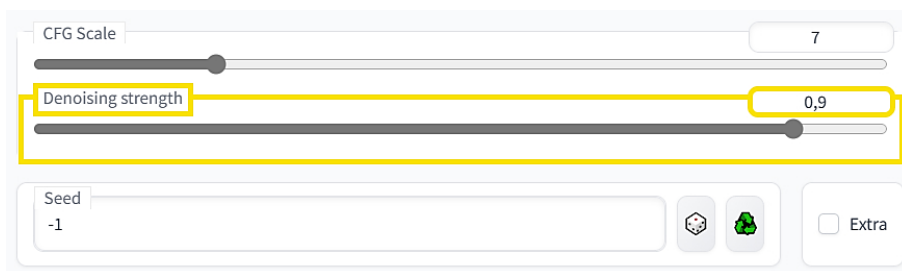 CFG Scale
7
Denoising strength
0,9
Seed
-1
Extra